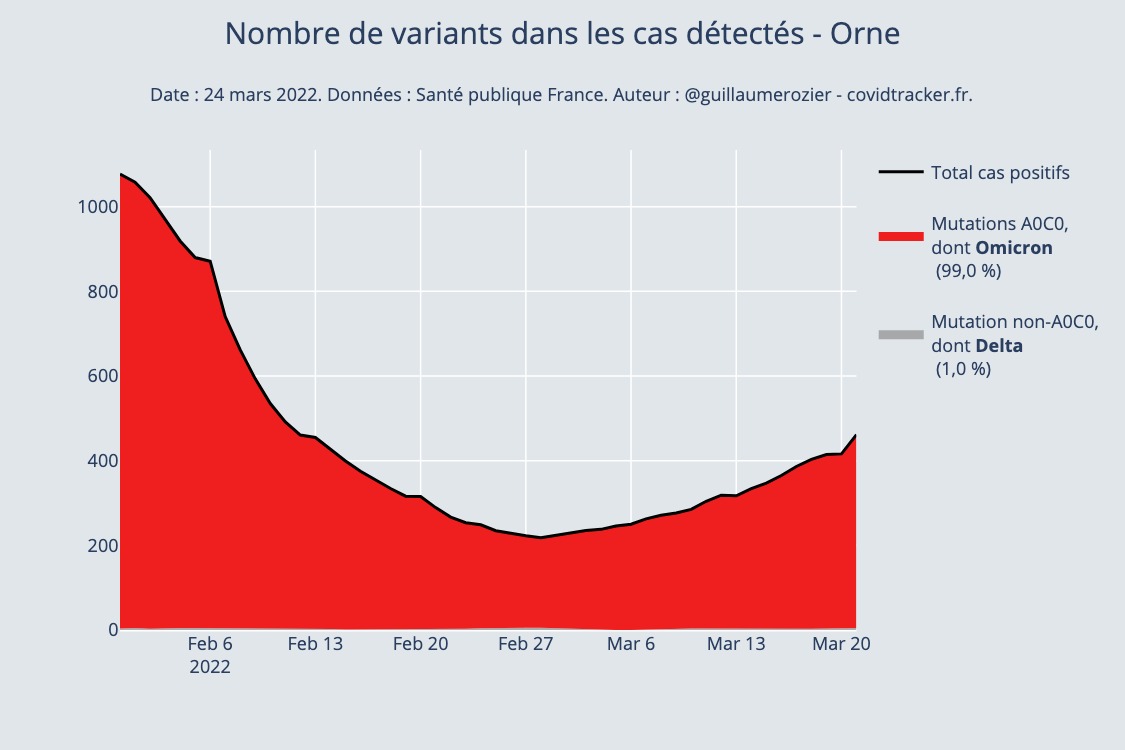 Nombre de variants dans les cas détectés - Orne
Date : 24 mars 2022. Données : Santé publique France. Auteur : @guillaumerozier - covidtracker.fr.
1000
800
600
400
200
0
Feb 6
2022
Feb 13
Feb 20
Feb 27
Mar 6
Mar 13
Mar 20
Total cas positifs
Mutations A0C0,
dont Omicron
(99,0 %)
Mutation non-A0C0,
dont Delta
(1,0 %)